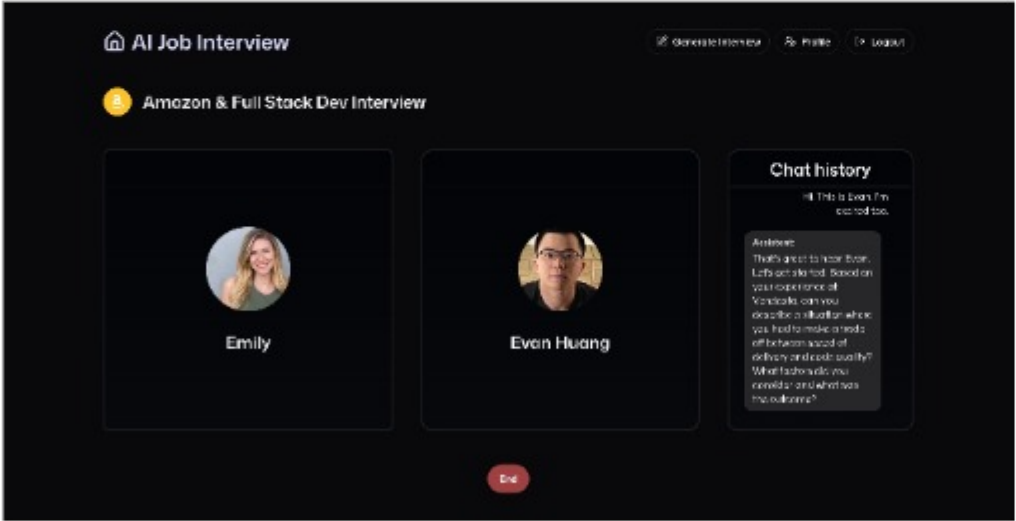 AI Job Interview
Generate Interview
Profile
Logout
Amazon & Full Stack Dev Interview
Emily
Evan Huang
Chat history
Hi. This is Evan. I'm
excited too.
Assistant:
That's great to hear Evan.
Let's get started. Based on
your experience at
can you
describe a situation where
you had to make a trade
off between speed of
delivery and code quality?
What factors did you
consider and what was
the outcome?
End